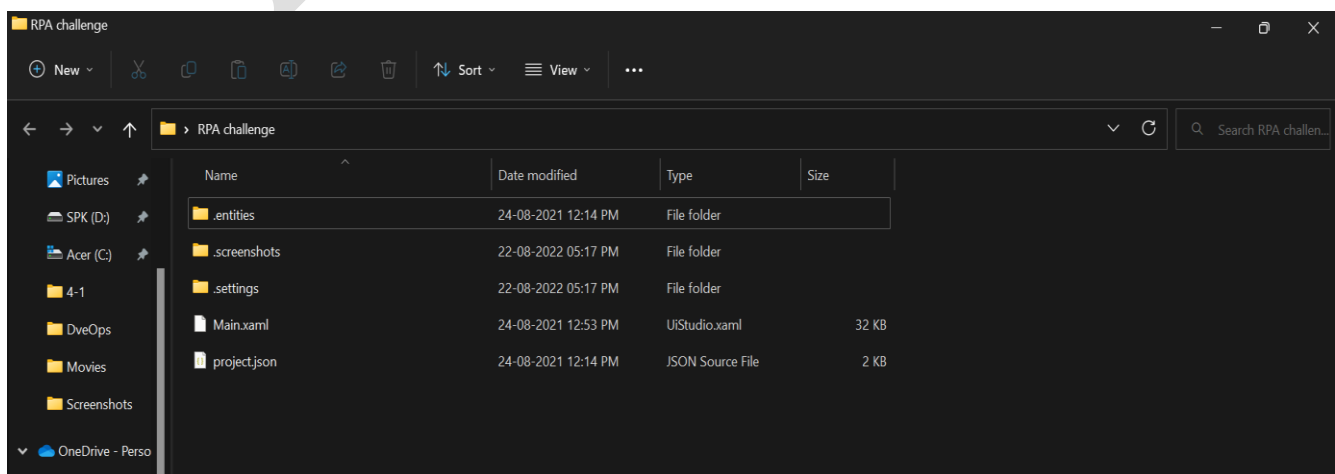 RPA challenge
New Sort View
RPA challenge Search RPA challen...
Name Date modified Type Size
Pictures
SPK (D:)
Acer (C:)
4-1
DveOps
Movies
Screenshots
OneDrive - Perso
.entities 24-08-2021 12:14 PM File folder
.screenshots 22-08-2022 05:17 PM File folder
.settings 22-08-2022 05:17 PM File folder
Main.xaml 24-08-2021 12:53 PM UiStudio.xaml 32 KB
project.json 24-08-2021 12:14 PM JSON Source File 2 KB